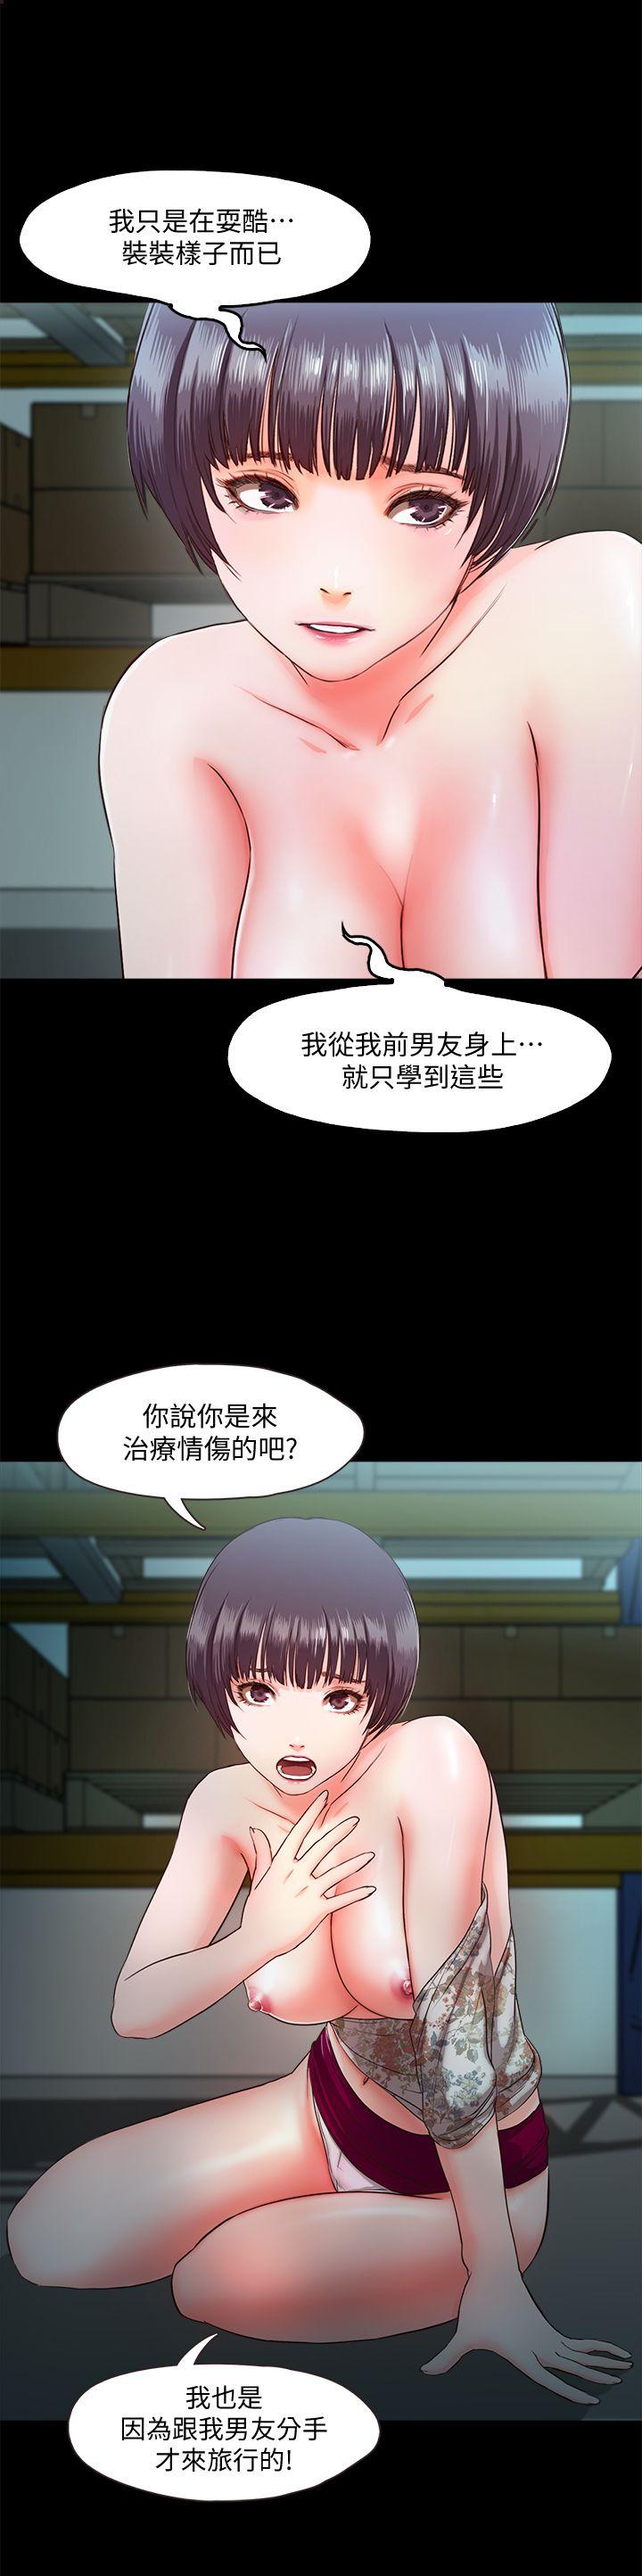 我只是在耍酷…
裝裝樣子而已
我從我前男友身上…
就只學到這些
你說你是來
治療情傷的吧?
我也是
因為跟我男友分手
才來旅行的!